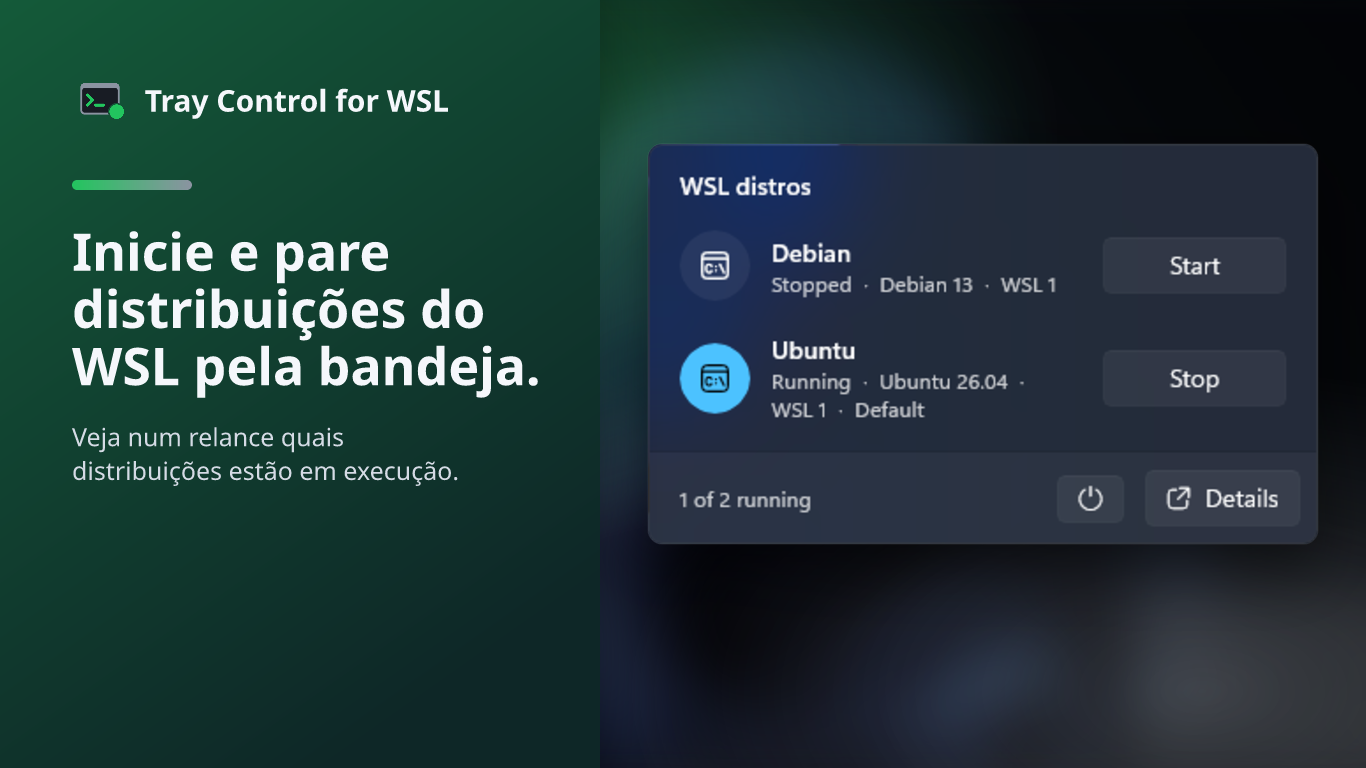 Tray Control for WSL
Inicie e pare
distribuições do
WSL pela bandeja.
Veja num relance quais
distribuições estão em execução.
WSL distros
C:\
Debian
Stopped · Debian 13 · WSL 1
Start
C:\
Ubuntu
Running · Ubuntu 26.04 ·
WSL 1 · Default
Stop
1 of 2 running
Details